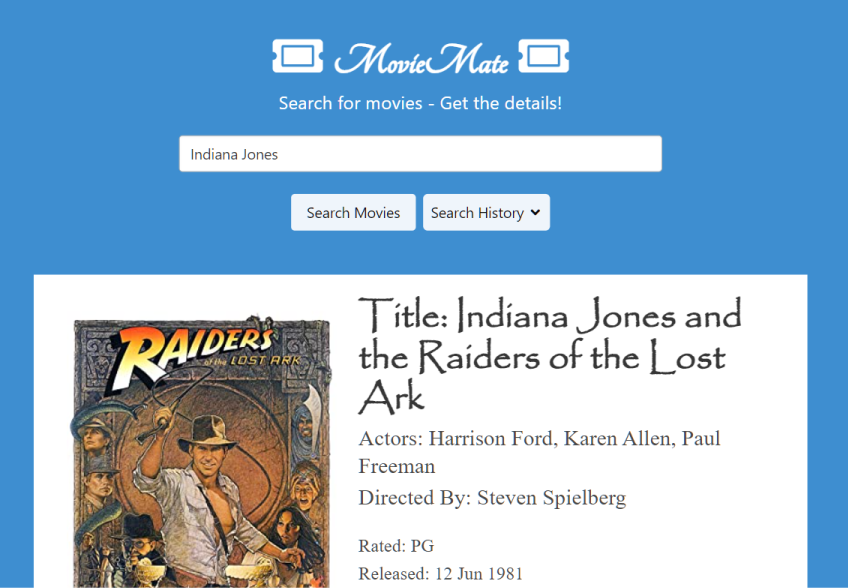 MovieMate
Search for movies - Get the details!
Indiana Jones
Search Movies
Search History
RAIDERS
of the LOST ARK
Title: Indiana Jones and
the Raiders of the Lost
Ark
Actors: Harrison Ford, Karen Allen, Paul
Freeman
Directed By: Steven Spielberg
Rated: PG
Released: 12 Jun 1981